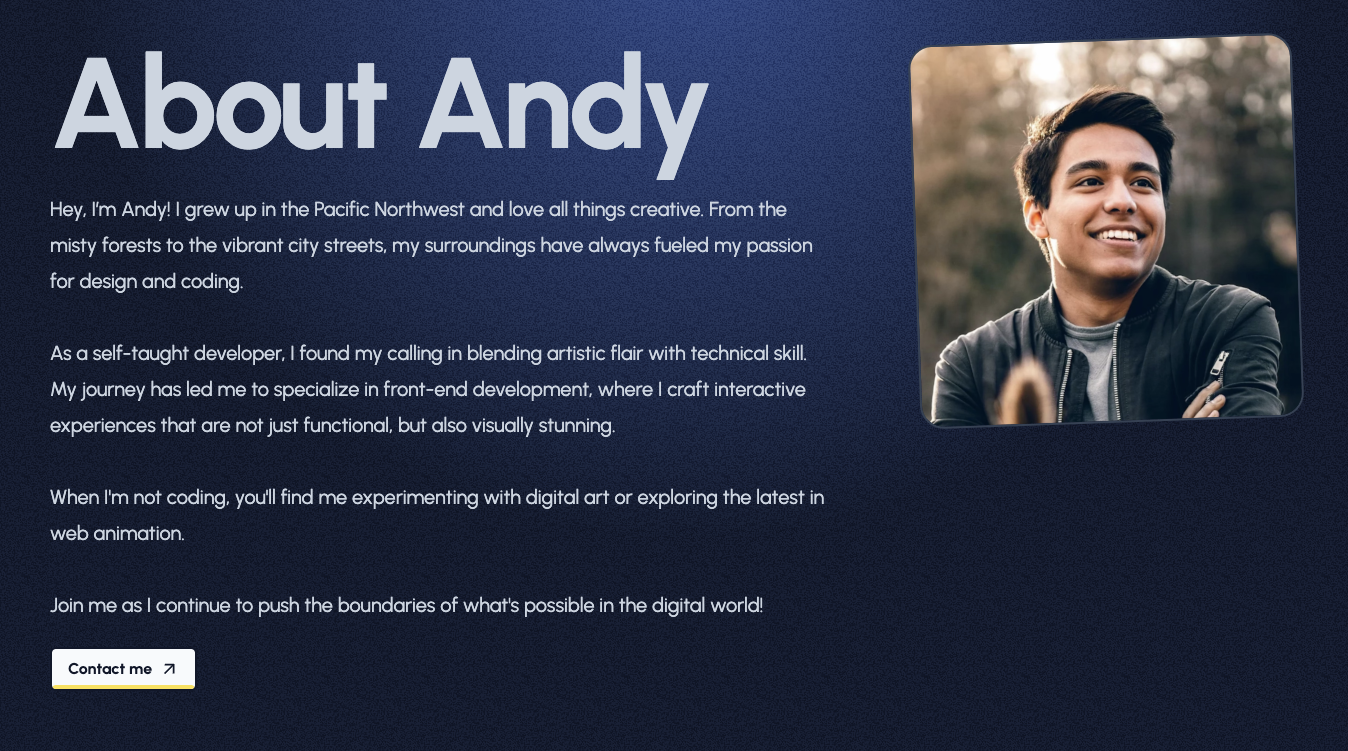 About Andy
Hey, I’m Andy! I grew up in the Pacific Northwest and love all things creative. From the
misty forests to the vibrant city streets, my surroundings have always fueled my passion
for design and coding.
As a self-taught developer, I found my calling in blending artistic flair with technical skill.
My journey has led me to specialize in front-end development, where I craft interactive
experiences that are not just functional, but also visually stunning.
When I'm not coding, you'll find me experimenting with digital art or exploring the latest in
web animation.
Join me as I continue to push the boundaries of what's possible in the digital world!
Contact me